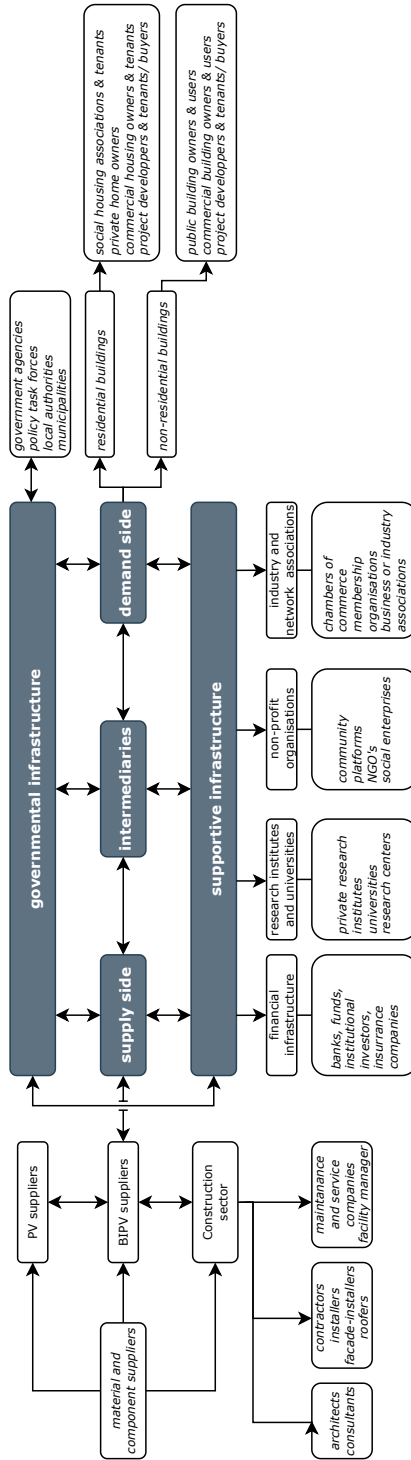 material and
component suppliers
PV suppliers
BIPV suppliers
Construction
sector
architects
consultants
contractors
installers
facade-installers
roofers
maintanance
and service
companies
facility manager
governmental infrastructure
supply side
intermediaries
demand side
supportive infrastructure
government agencies
policy task forces
local authorities
municipalities
residential buildings
social housing associations & tenants
private home owners
commercial housing owners & tenants
project developpers & tenants/ buyers
non-residential buildings
public building owners & users
commercial building owners & users
project developpers & tenants/ buyers
financial
infrastructure
banks, funds,
institutional
investors,
insurrance
companies
research institutes
and universities
private research
institutes
universities
research centers
non-profit
organisations
community
platforms
NGO's
social enterprises
industry and
network associations
chambers of
commerce
membership
organisations
business or industry
associations